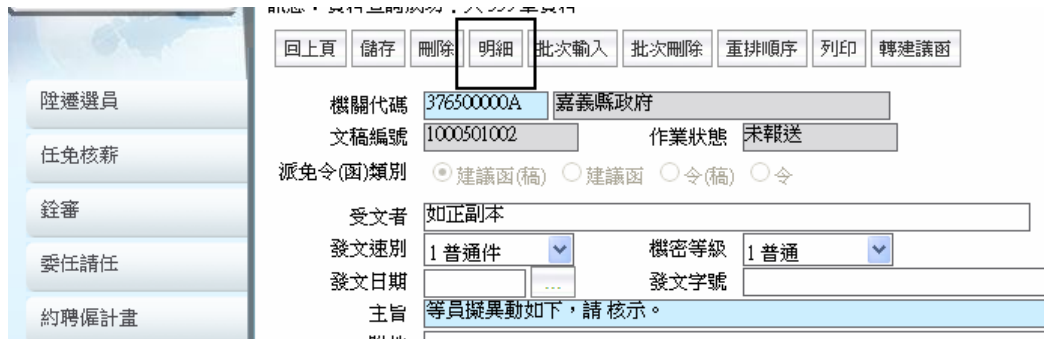 回上頁 儲存 刪除 明細 批次輸入 批次刪除 重排順序 列印 轉建議函
陞遷選員
任免核薪
銓審
委任請任
約聘僱計畫
機關代碼 376500000A 嘉義縣政府
文稿編號 1000501002 作業狀態 未報送
派免令(函)類別 建議函(稿) 建議函 令(稿) 令
受文者 如正副本
發文速別 1 普通件 機密等級 1 普通
發文日期 ... 發文字號
主旨 等員擬異動如下，請 核示。